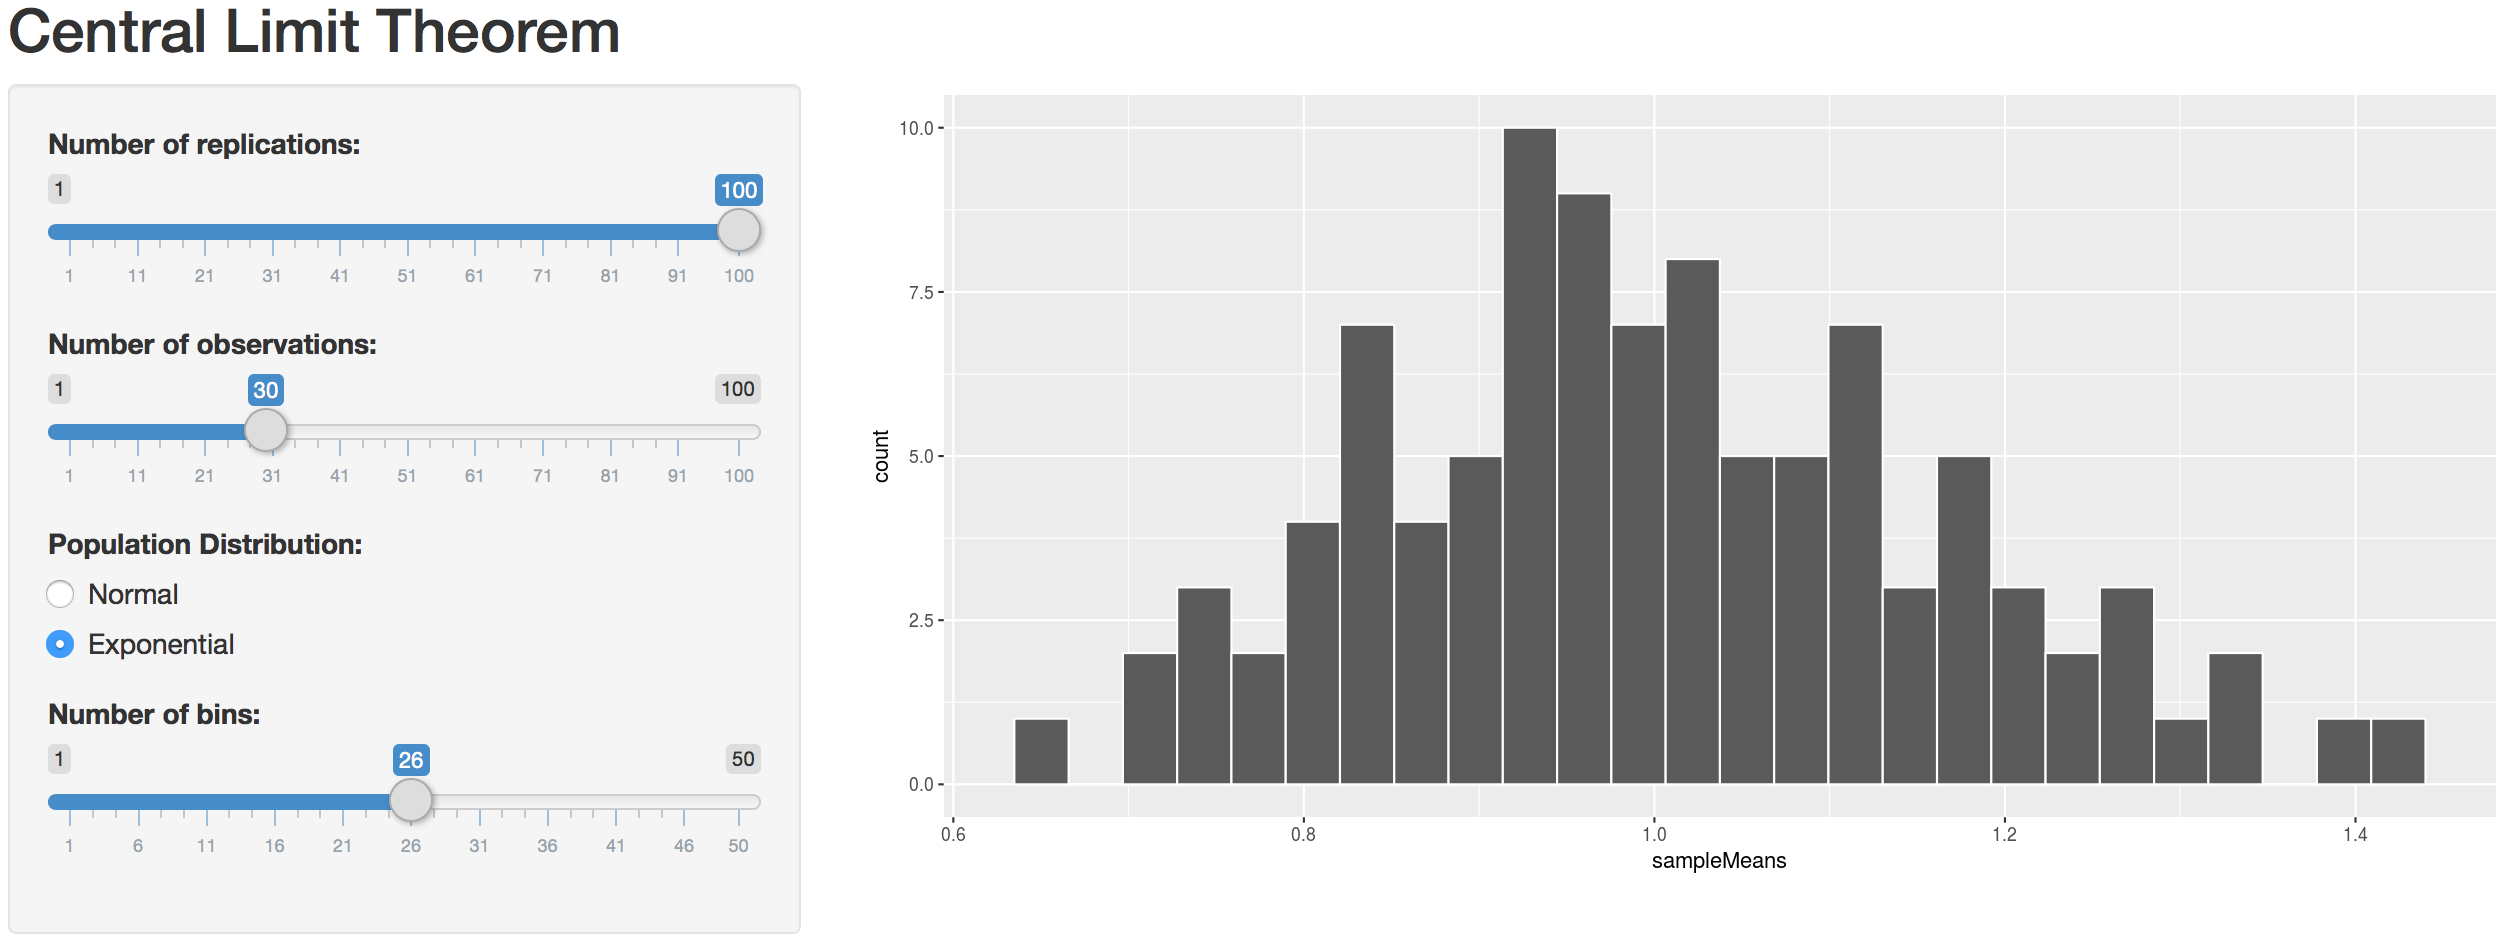 Central Limit Theorem
Number of replications:
1 100
1 11 21 31 41 51 61 71 81 91 100
Number of observations:
1 30 100
1 11 21 31 41 51 61 71 81 91 100
Population Distribution:
Normal
Exponential
Number of bins:
1 26 50
1 6 11 16 21 26 31 36 41 46 50
10.0
7.5
5.0
2.5
0.0
count
0.6 0.8 1.0 1.2 1.4
sampleMeans